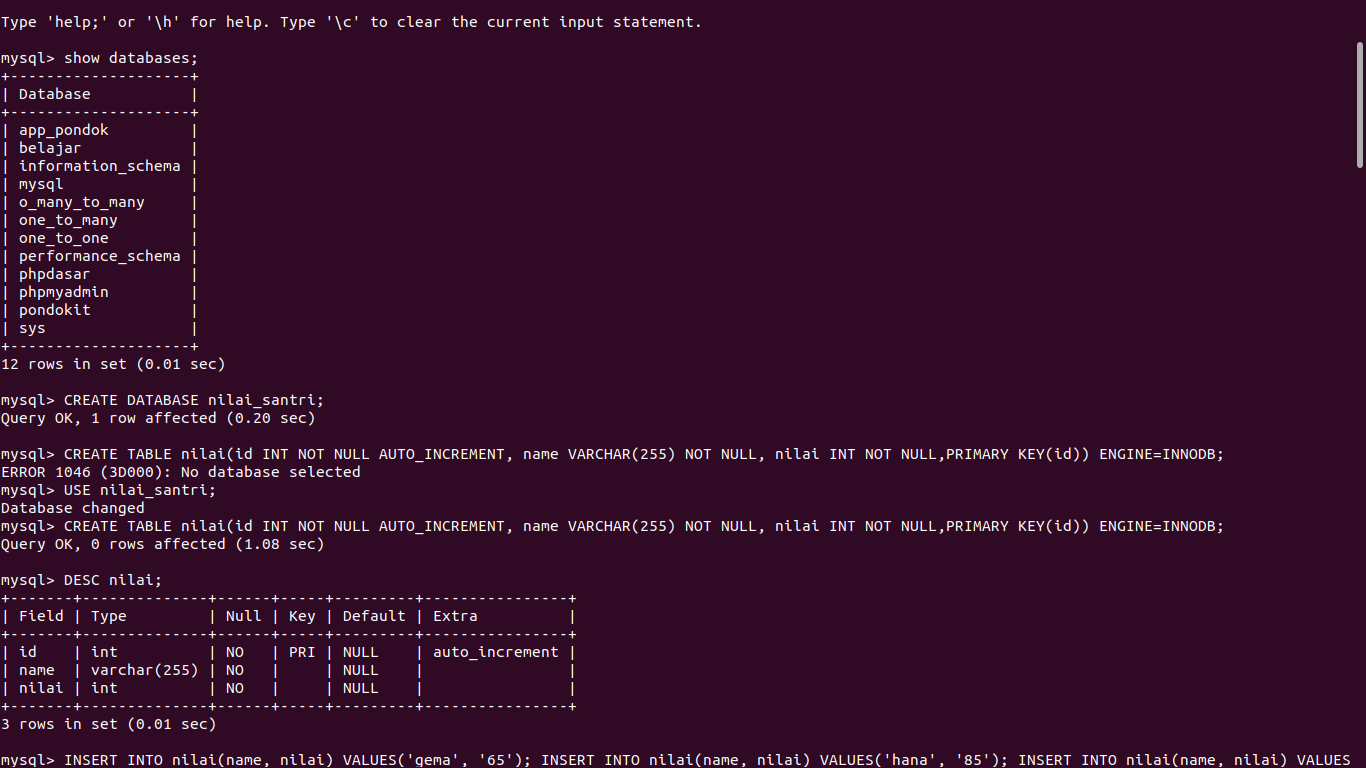 Type 'help;' or '\h' for help. Type '\c' to clear the current input statement.
mysql> show databases;
+--------------------+
| Database           |
+--------------------+
| app_pondok         |
| belajar            |
| information_schema |
| mysql              |
| o_many_to_many     |
| one_to_many        |
| one_to_one         |
| performance_schema |
| phpdasar           |
| phpmyadmin         |
| pondokit           |
| sys                |
+--------------------+
12 rows in set (0.01 sec)
mysql> CREATE DATABASE nilai_santri;
Query OK, 1 row affected (0.20 sec)
mysql> CREATE TABLE nilai(id INT NOT NULL AUTO_INCREMENT, name VARCHAR(255) NOT NULL, nilai INT NOT NULL,PRIMARY KEY(id)) ENGINE=INNODB;
ERROR 1046 (3D000): No database selected
mysql> USE nilai_santri;
Database changed
mysql> CREATE TABLE nilai(id INT NOT NULL AUTO_INCREMENT, name VARCHAR(255) NOT NULL, nilai INT NOT NULL,PRIMARY KEY(id)) ENGINE=INNODB;
Query OK, 0 rows affected (1.08 sec)
mysql> DESC nilai;
+-------+--------------+------+-----+---------+----------------+
| Field | Type         | Null | Key | Default | Extra          |
+-------+--------------+------+-----+---------+----------------+
| id    | int          | NO   | PRI | NULL    | auto_increment |
| name  | varchar(255) | NO   |     | NULL    |                |
| nilai | int          | NO   |     | NULL    |                |
+-------+--------------+------+-----+---------+----------------+
3 rows in set (0.01 sec)
mysql> INSERT INTO nilai(name, nilai) VALUES('gema', '65'); INSERT INTO nilai(name, nilai) VALUES('hana', '85'); INSERT INTO nilai(name, nilai) VALUES